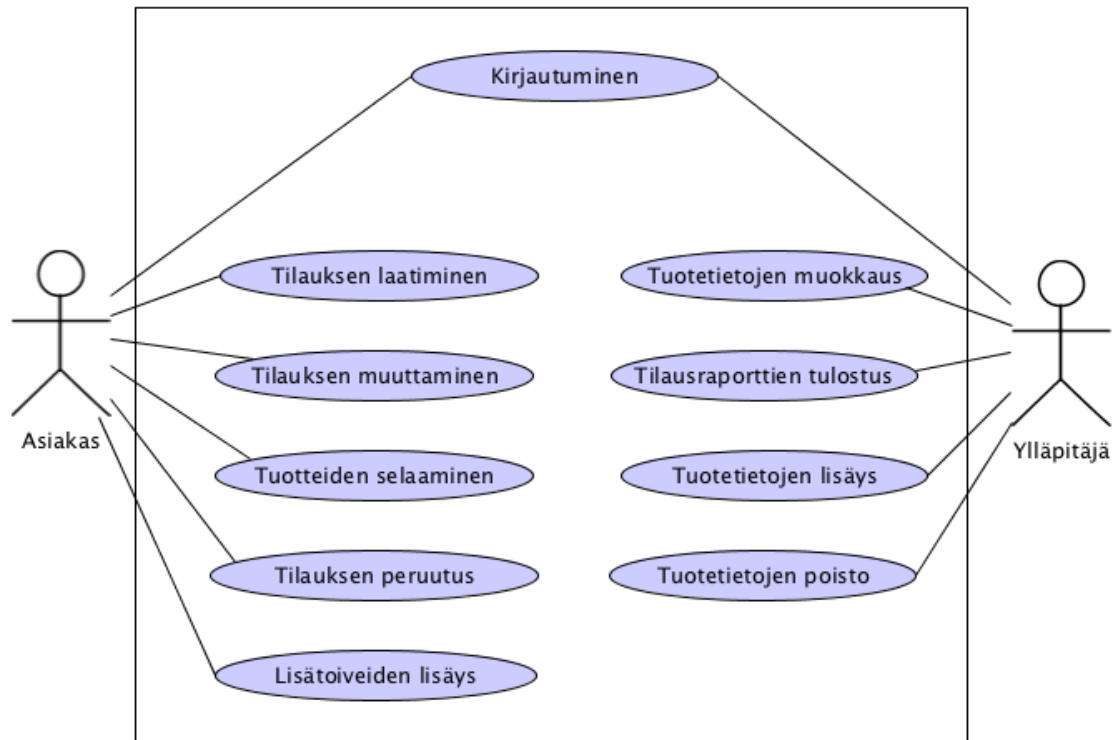 Kirjautuminen
Tilauksen laatiminen
Tuotetietojen muokkaus
Tilauksen muuttaminen
Tilausraporttien tulostus
Asiakas
Ylläpitäjä
Tuotteiden selaaminen
Tuotetietojen lisäys
Tilauksen peruutus
Tuotetietojen poisto
Lisätoiveiden lisäys